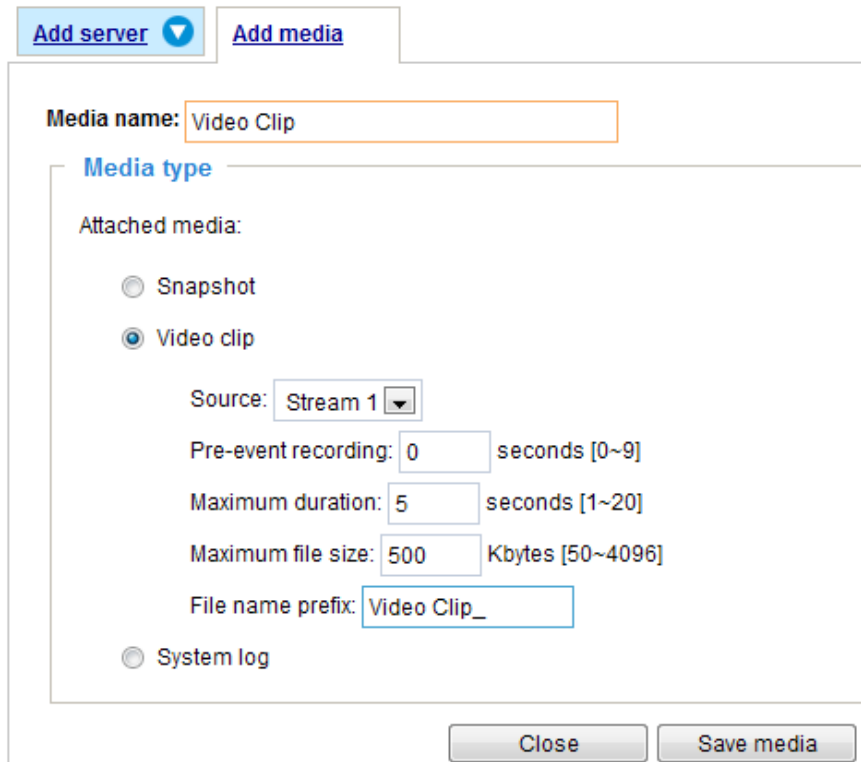 Add server Add media
Media name: Video Clip
Media type
Attached media:
Snapshot
Video clip
Source: Stream 1
Pre-event recording: 0 seconds [0~9]
Maximum duration: 5 seconds [1~20]
Maximum file size: 500 Kbytes [50~4096]
File name prefix: Video Clip_
System log
Close Save media